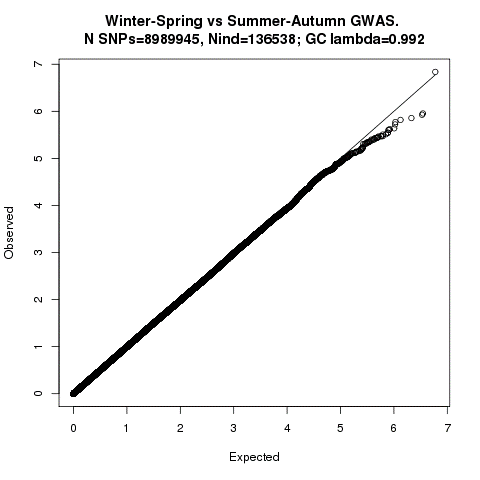 Winter-Spring vs Summer-Autumn GWAS.
N SNPs=8989945, Nind=136538; GC lambda=0.992
7
6
5
4
3
2
1
0
Observed
0 1 2 3 4 5 6 7
Expected